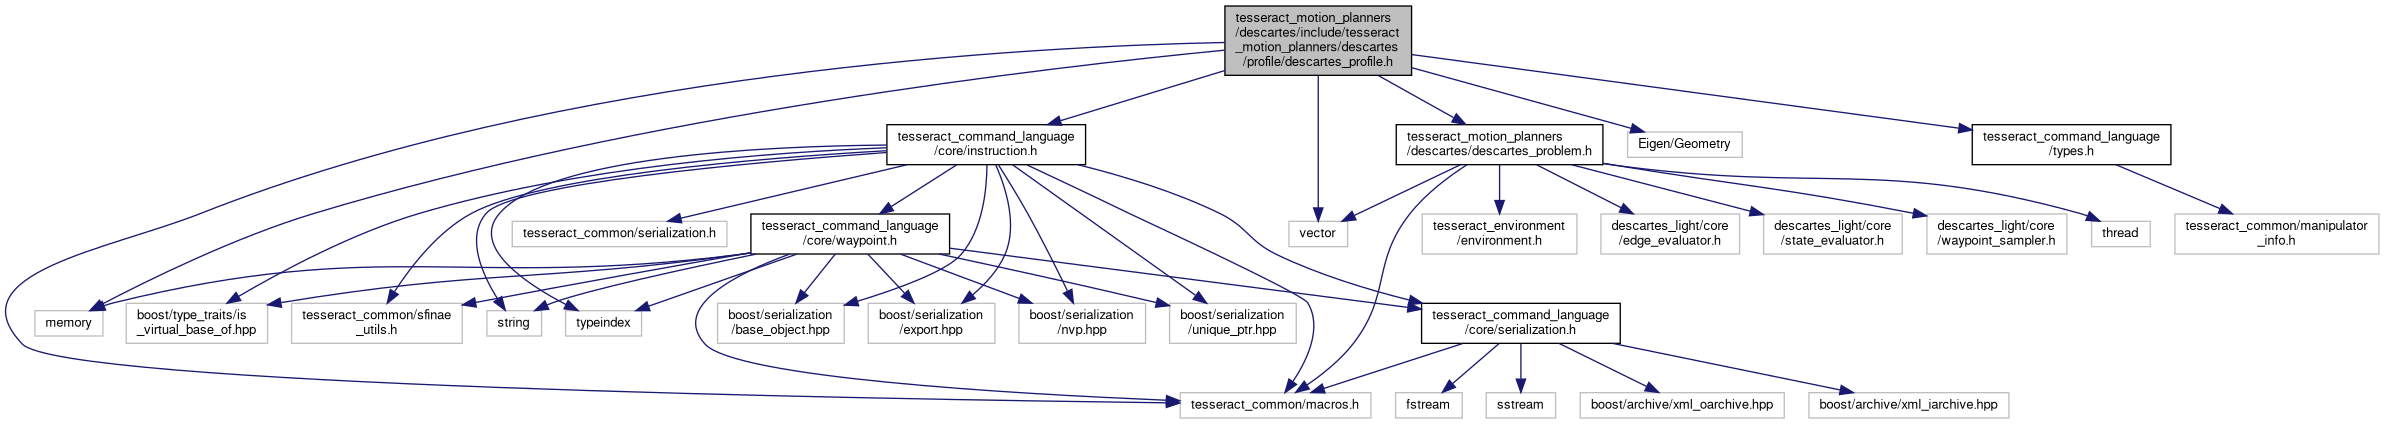 tesseract_motion_planners
/descartes/include/tesseract
_motion_planners/descartes
/profile/descartes_profile.h
tesseract_command_language
/core/instruction.h
tesseract_motion_planners
/descartes/descartes_problem.h
Eigen/Geometry
tesseract_command_language
/types.h
tesseract_common/serialization.h
tesseract_command_language
/core/waypoint.h
vector
tesseract_environment
/environment.h
descartes_light/core
/edge_evaluator.h
descartes_light/core
/state_evaluator.h
descartes_light/core
/waypoint_sampler.h
thread
tesseract_common/manipulator
_info.h
memory
boost/type_traits/is
_virtual_base_of.hpp
tesseract_common/sfinae
_utils.h
string
typeindex
boost/serialization
/base_object.hpp
boost/serialization
/export.hpp
boost/serialization
/nvp.hpp
boost/serialization
/unique_ptr.hpp
tesseract_command_language
/core/serialization.h
tesseract_common/macros.h
fstream
sstream
boost/archive/xml_oarchive.hpp
boost/archive/xml_iarchive.hpp